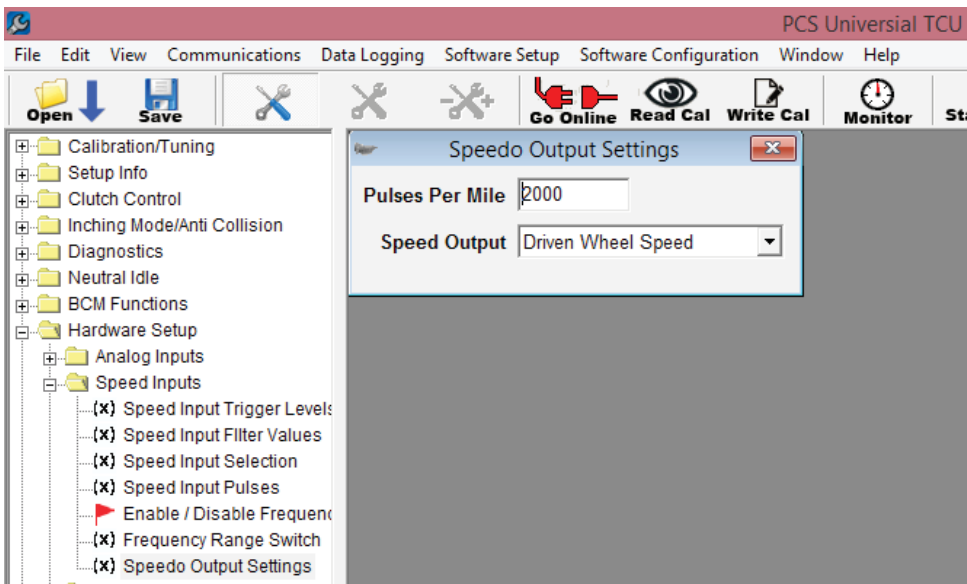 PCS Universial TCU
File Edit View Communications Data Logging Software Setup Software Configuration Window Help
Open Save Go Online Read Cal Write Cal Monitor Sta
Calibration/Tuning
Setup Info
Clutch Control
Inching Mode/Anti Collision
Diagnostics
Neutral Idle
BCM Functions
Hardware Setup
Analog Inputs
Speed Inputs
(x) Speed Input Trigger Levels
(x) Speed Input FIlter Values
(x) Speed Input Selection
(x) Speed Input Pulses
Enable / Disable Frequenc
(x) Frequency Range Switch
(x) Speedo Output Settings
Speedo Output Settings
Pulses Per Mile 2000
Speed Output Driven Wheel Speed